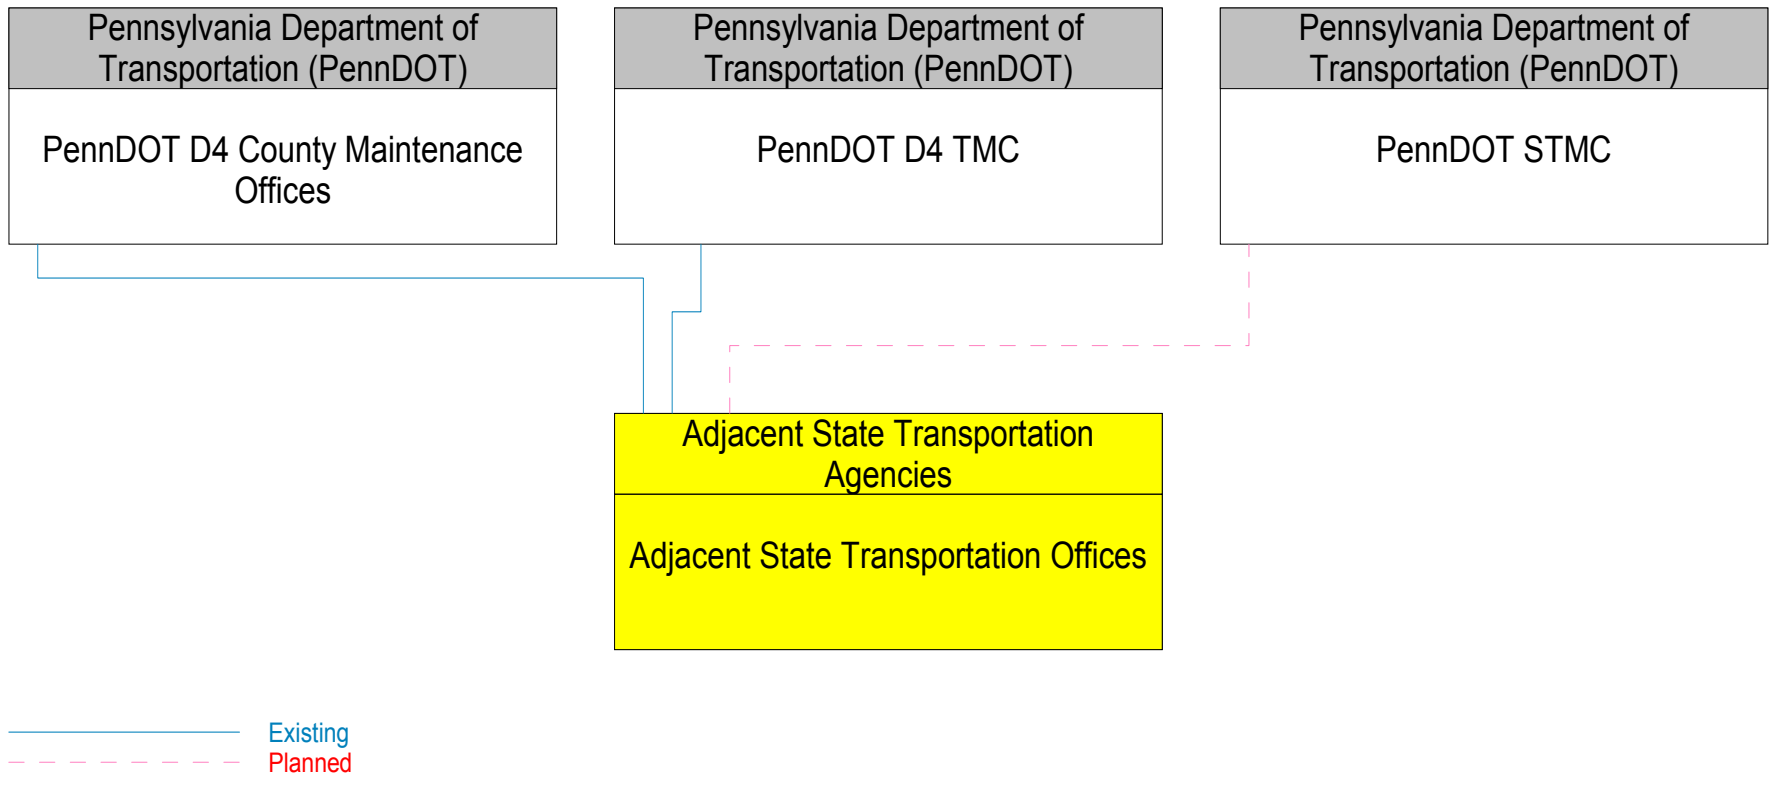 Pennsylvania Department of
Transportation (PennDOT)
PennDOT D4 County Maintenance
Offices
Pennsylvania Department of
Transportation (PennDOT)
PennDOT D4 TMC
Pennsylvania Department of
Transportation (PennDOT)
PennDOT STMC
Adjacent State Transportation
Agencies
Adjacent State Transportation Offices
Existing
Planned